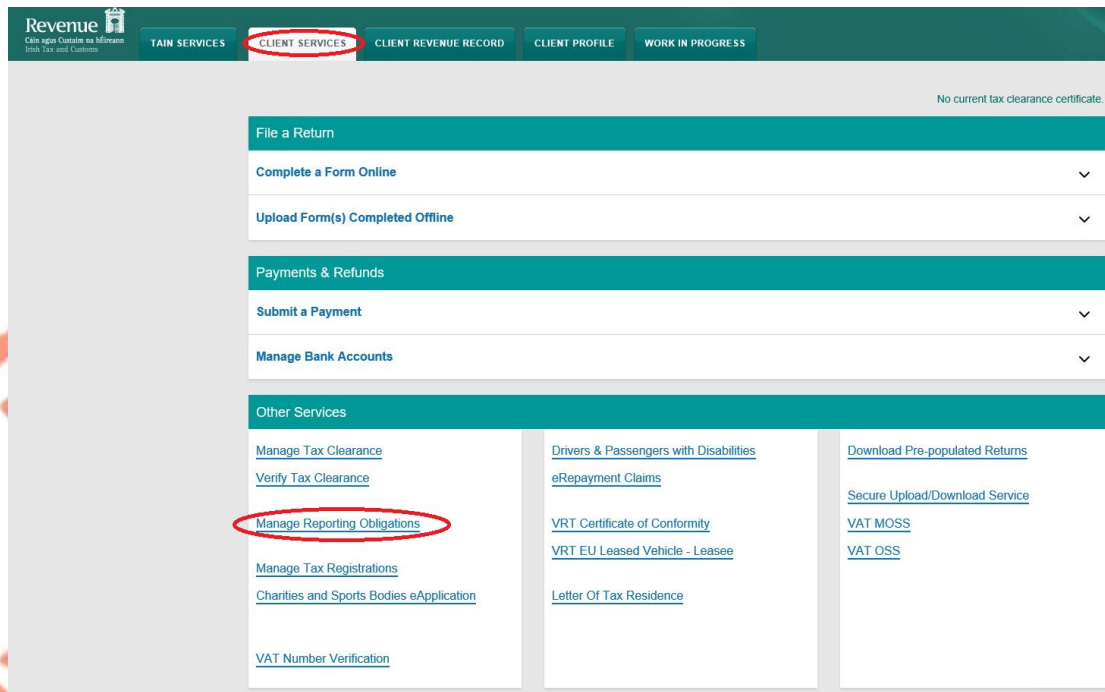 Revenue
Cáin agus Custaim na hÉireann
Irish Tax and Customs
TAIN SERVICES
CLIENT SERVICES
CLIENT REVENUE RECORD
CLIENT PROFILE
WORK IN PROGRESS
No current tax clearance certificate.
File a Return
Complete a Form Online
Upload Form(s) Completed Offline
Payments & Refunds
Submit a Payment
Manage Bank Accounts
Other Services
Manage Tax Clearance
Verify Tax Clearance
Manage Reporting Obligations
Manage Tax Registrations
Charities and Sports Bodies eApplication
VAT Number Verification
Drivers & Passengers with Disabilities
eRepayment Claims
VRT Certificate of Conformity
VRT EU Leased Vehicle - Leasee
Letter Of Tax Residence
Download Pre-populated Returns
Secure Upload/Download Service
VAT MOSS
VAT OSS